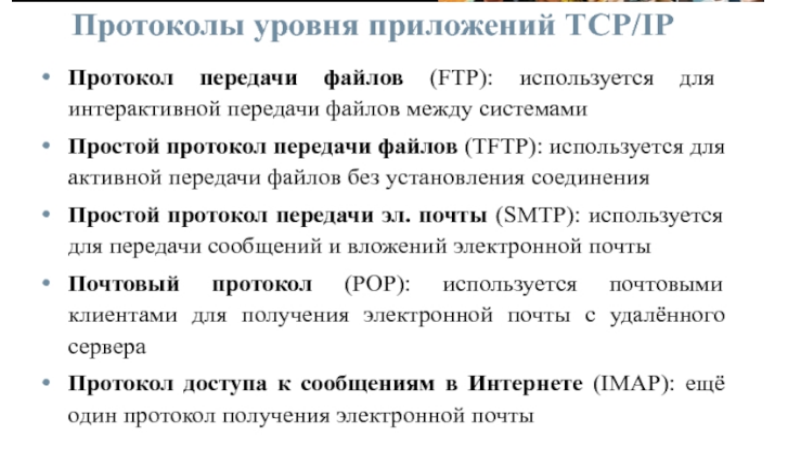 Протоколы уровня приложений TCP/IP
• Протокол передачи файлов (FTP): используется для
интерактивной передачи файлов между системами
• Простой протокол передачи файлов (TFTP): используется для
активной передачи файлов без установления соединения
• Простой протокол передачи эл. почты (SMTP): используется
для передачи сообщений и вложений электронной почты
• Почтовый протокол (POP): используется почтовыми
клиентами для получения электронной почты с удалённого
сервера
• Протокол доступа к сообщениям в Интернете (IMAP): ещё
один протокол получения электронной почты